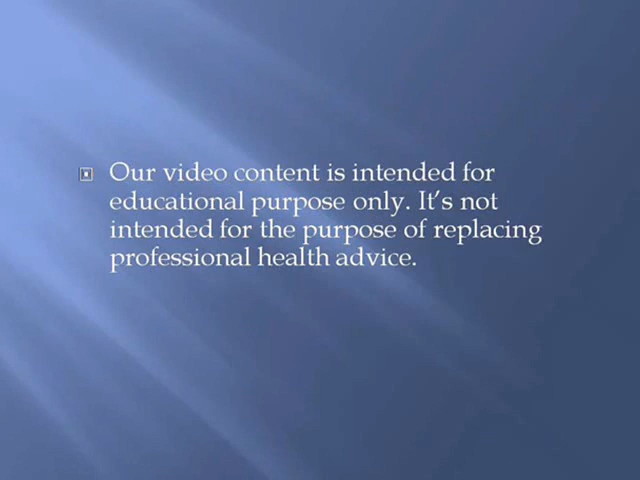 Our video content is intended for
educational purpose only. It’s not
intended for the purpose of replacing
professional health advice.